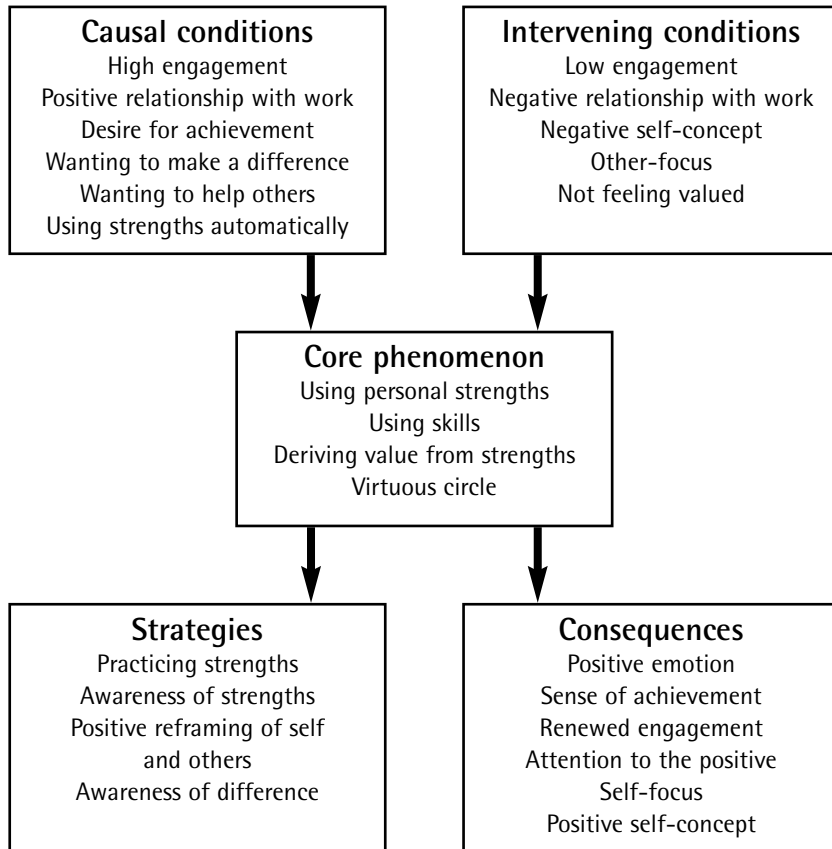 Causal conditions
High engagement
Positive relationship with work
Desire for achievement
Wanting to make a difference
Wanting to help others
Using strengths automatically
Intervening conditions
Low engagement
Negative relationship with work
Negative self-concept
Other-focus
Not feeling valued
Core phenomenon
Using personal strengths
Using skills
Deriving value from strengths
Virtuous circle
Strategies
Practicing strengths
Awareness of strengths
Positive reframing of self
and others
Awareness of difference
Consequences
Positive emotion
Sense of achievement
Renewed engagement
Attention to the positive
Self-focus
Positive self-concept